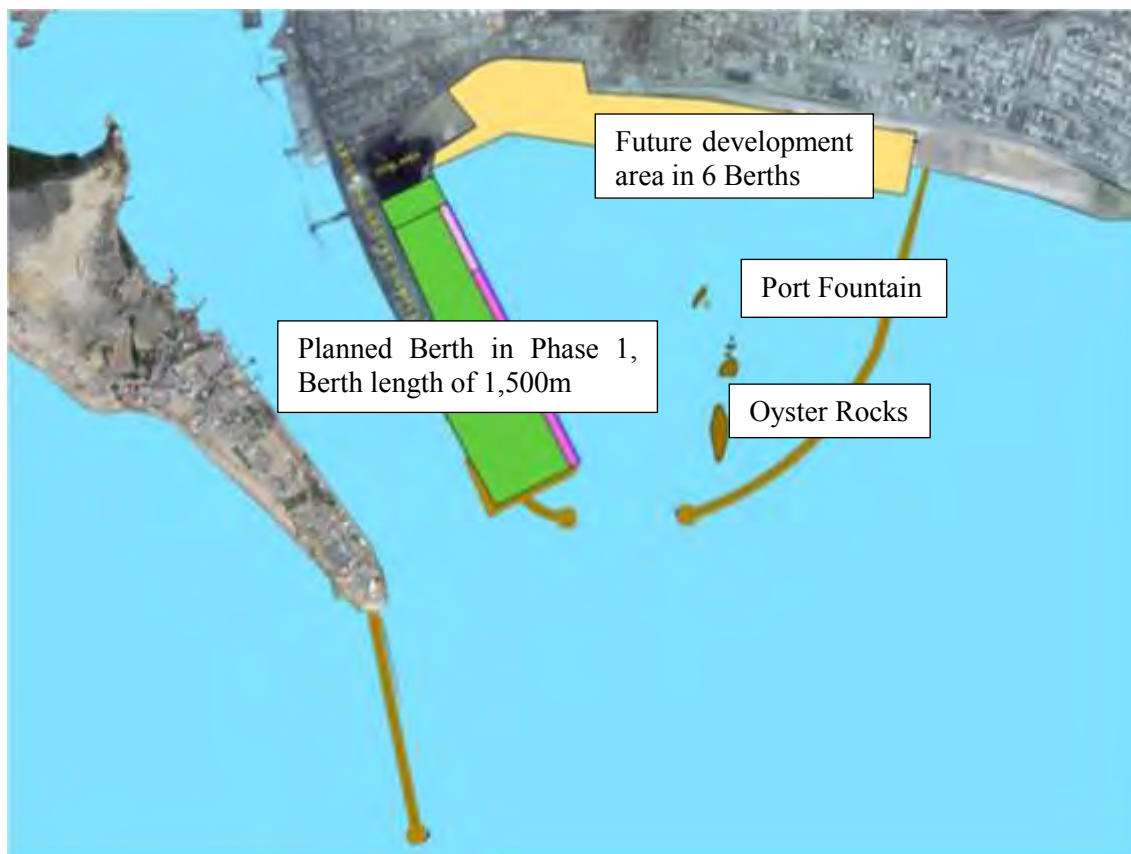 Future development
area in 6 Berths
Port Fountain
Planned Berth in Phase 1,
Berth length of 1,500m
Oyster Rocks